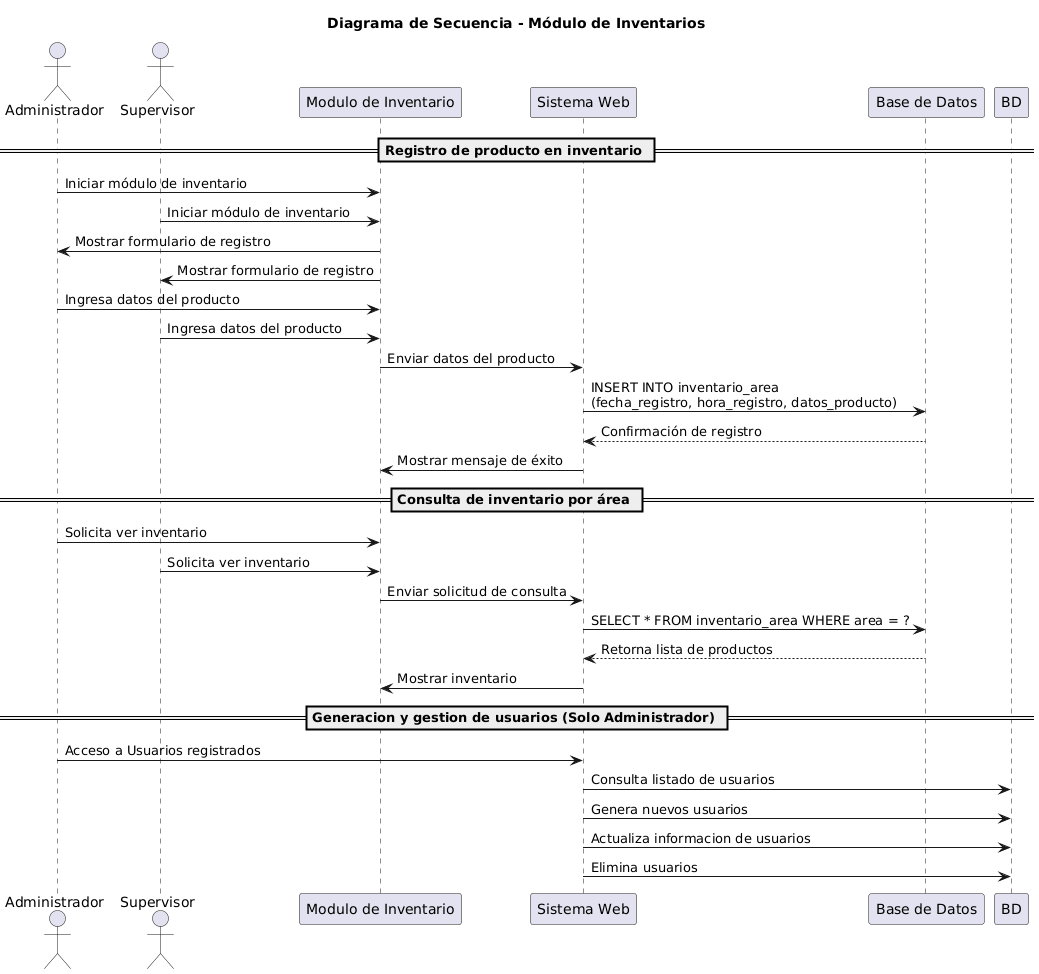 Diagrama de Secuencia - Módulo de Inventarios
Administrador
Supervisor
Modulo de Inventario
Sistema Web
Base de Datos
BD
Registro de producto en inventario
Iniciar módulo de inventario
Iniciar módulo de inventario
Mostrar formulario de registro
Mostrar formulario de registro
Ingresa datos del producto
Ingresa datos del producto
Enviar datos del producto
INSERT INTO inventario_area
(fecha_registro, hora_registro, datos_producto)
Confirmación de registro
Mostrar mensaje de éxito
Consulta de inventario por área
Solicita ver inventario
Solicita ver inventario
Enviar solicitud de consulta
SELECT * FROM inventario_area WHERE area = ?
Retorna lista de productos
Mostrar inventario
Generacion y gestion de usuarios (Solo Administrador)
Acceso a Usuarios registrados
Consulta listado de usuarios
Genera nuevos usuarios
Actualiza informacion de usuarios
Elimina usuarios
Administrador
Supervisor
Modulo de Inventario
Sistema Web
Base de Datos
BD